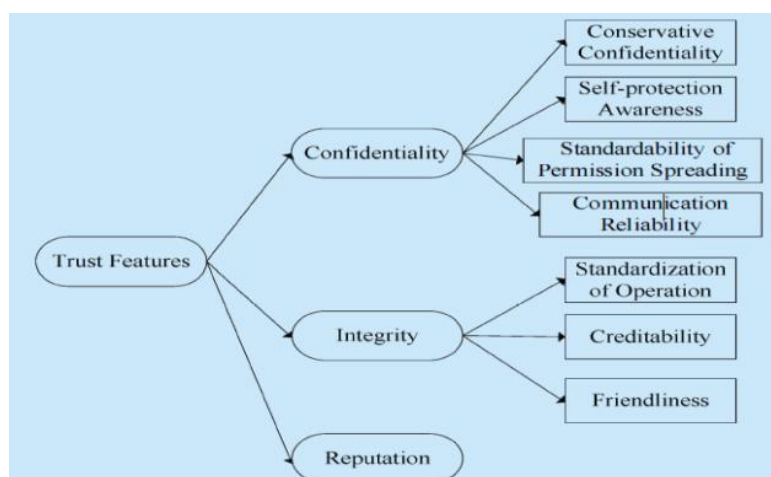 Conservative
Confidentiality
Self-protection
Awareness
Confidentiality
Standardability of
Permission Spreading
Communication
Reliability
Trust Features
Standardization
of Operation
Integrity
Creditability
Friendliness
Reputation